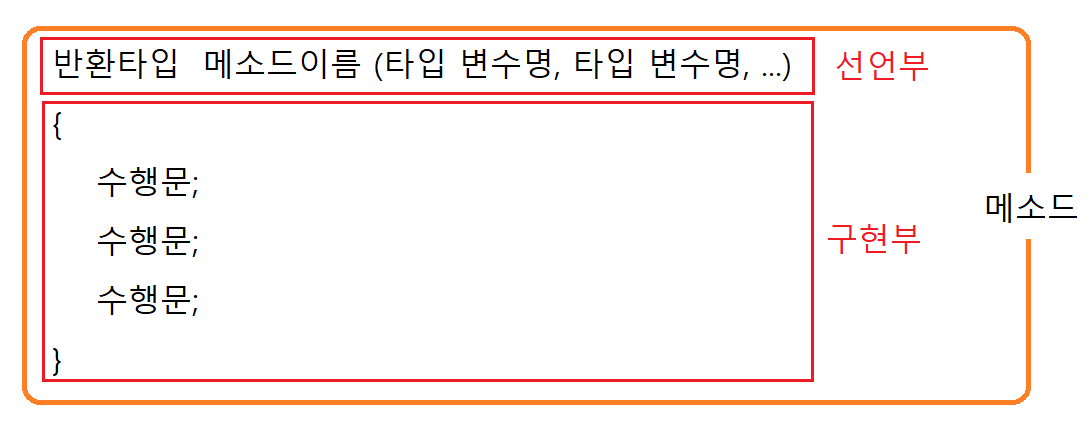 반환타입 메소드이름 (타입 변수명, 타입 변수명, ...) 선언부
{
수행문;
수행문;
수행문;
}
구현부
메소드